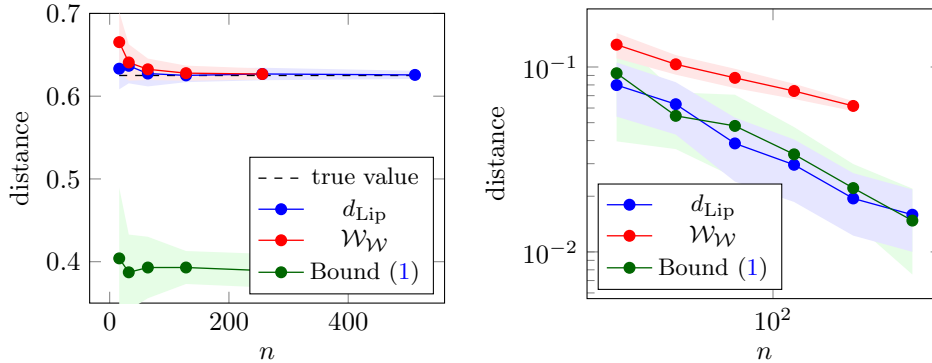 0.7
0.6
0.5
0.4
distance
0
200
400
n
true value
d_Lip
𝒲_𝒲
Bound (1)
10^{-1}
10^{-2}
distance
10^2
n
d_Lip
𝒲_𝒲
Bound (1)